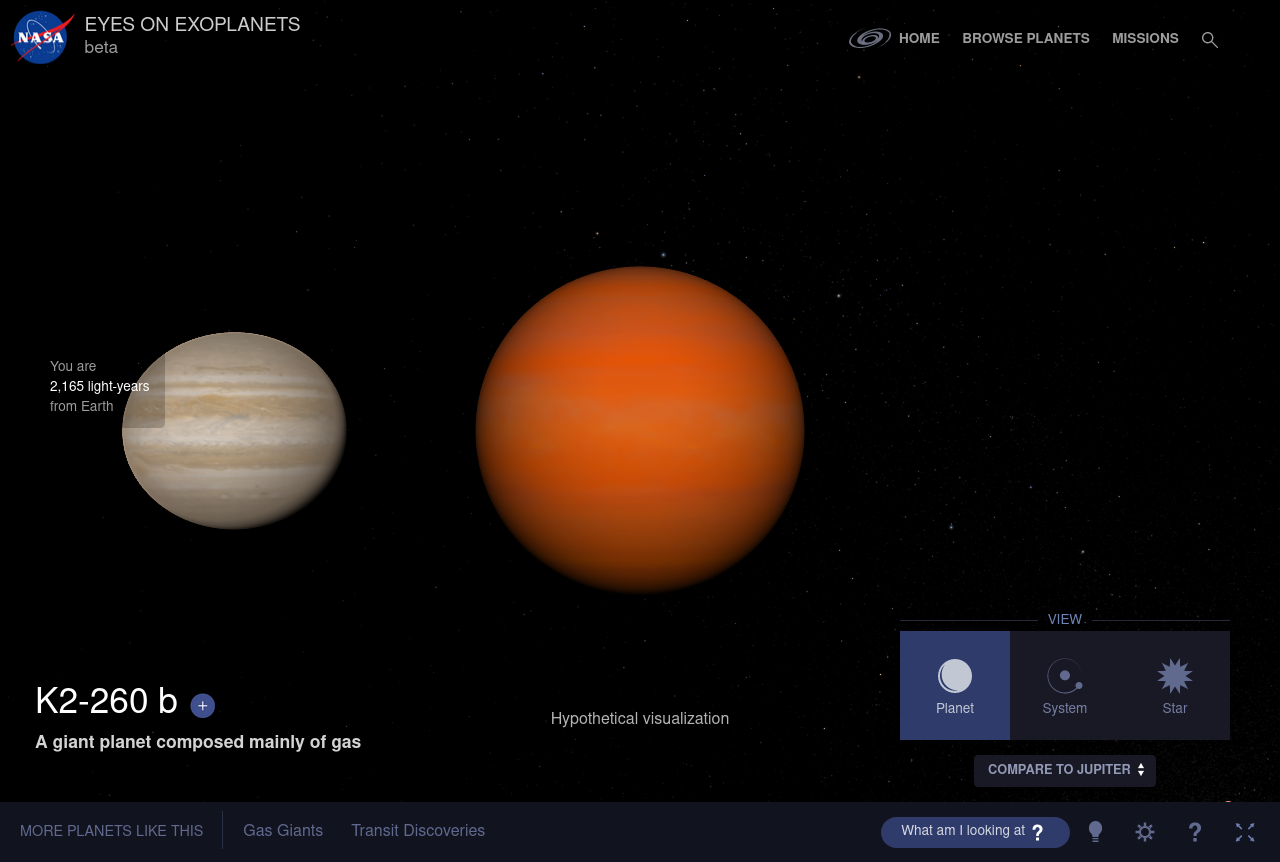 NASA
EYES ON EXOPLANETS
beta
HOME
BROWSE PLANETS
MISSIONS
You are
2,165 light-years
from Earth
VIEW
Planet
System
Star
K2-260 b +
A giant planet composed mainly of gas
Hypothetical visualization
COMPARE TO JUPITER
MORE PLANETS LIKE THIS
Gas Giants
Transit Discoveries
What am I looking at ?
?